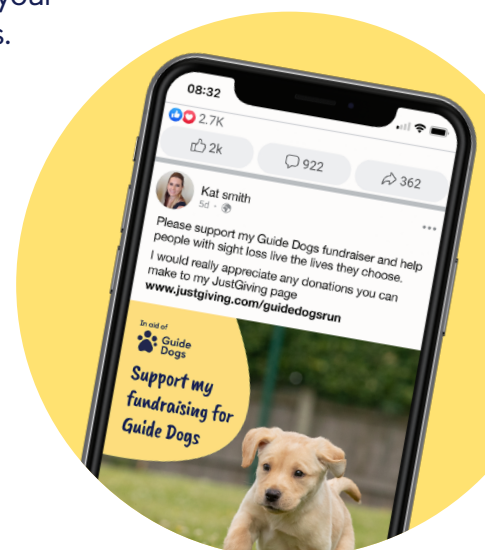 your
s.
08:32
2.7K
2k
922
362
Kat smith
5d ·
Please support my Guide Dogs fundraiser and help
people with sight loss live the lives they choose.
I would really appreciate any donations you can
make to my JustGiving page
www.justgiving.com/guidedogsrun
In aid of
Guide
Dogs
Support my
fundraising for
Guide Dogs